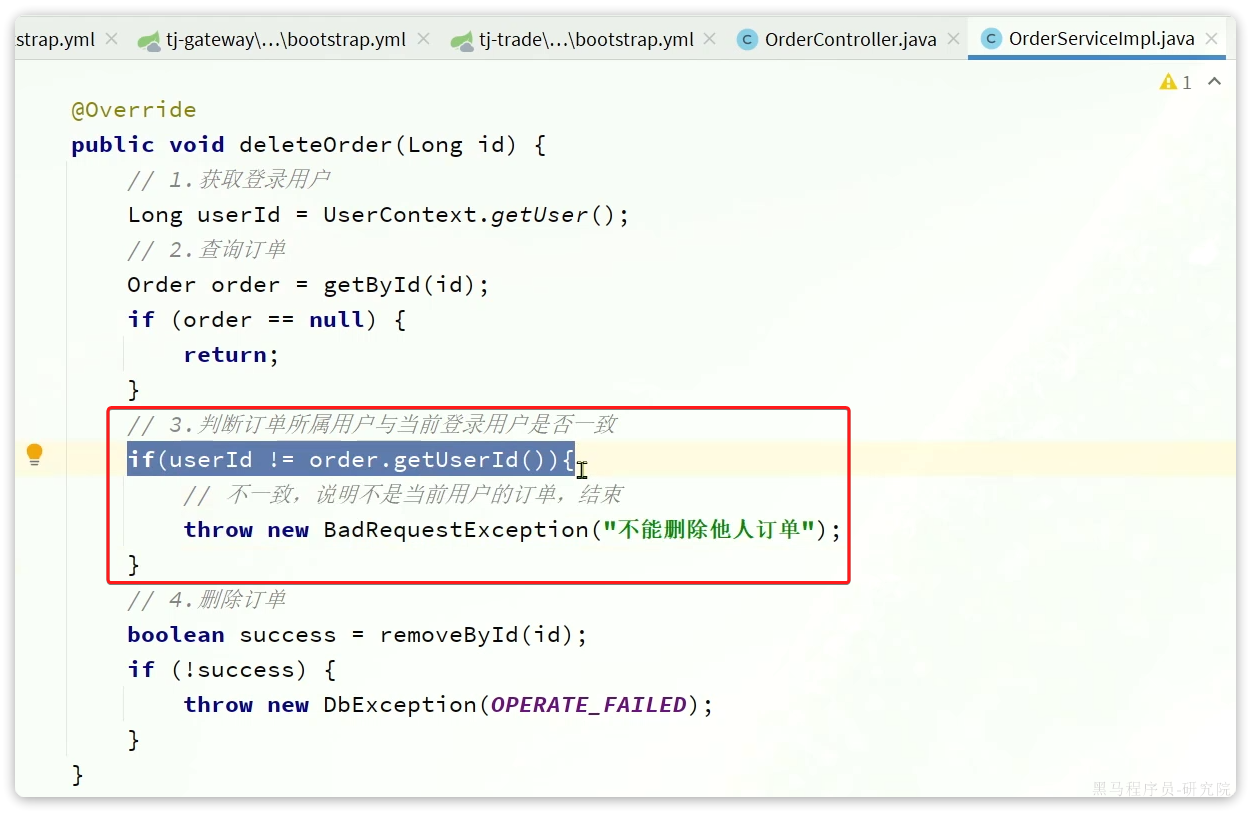 strap.yml × tj-gateway\...\bootstrap.yml × tj-trade\...\bootstrap.yml × C OrderController.java × C OrderServiceImpl.java ×
1
@Override
public void deleteOrder(Long id) {
// 1.获取登录用户
Long userId = UserContext.getUser();
// 2.查询订单
Order order = getById(id);
if (order == null) {
return;
}
// 3.判断订单所属用户与当前登录用户是否一致
if(userId != order.getUserId()){
// 不一致，说明不是当前用户的订单，结束
throw new BadRequestException("不能删除他人订单");
}
// 4.删除订单
boolean success = removeById(id);
if (!success) {
throw new DbException(OPERATE_FAILED);
}
}
黑马程序员-研究院